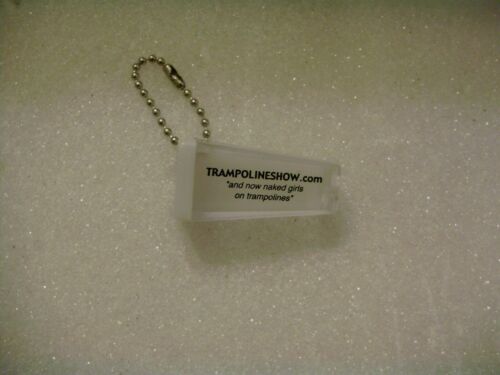 TRAMPOLINESHOW.com
"and now naked girls
on trampolines"